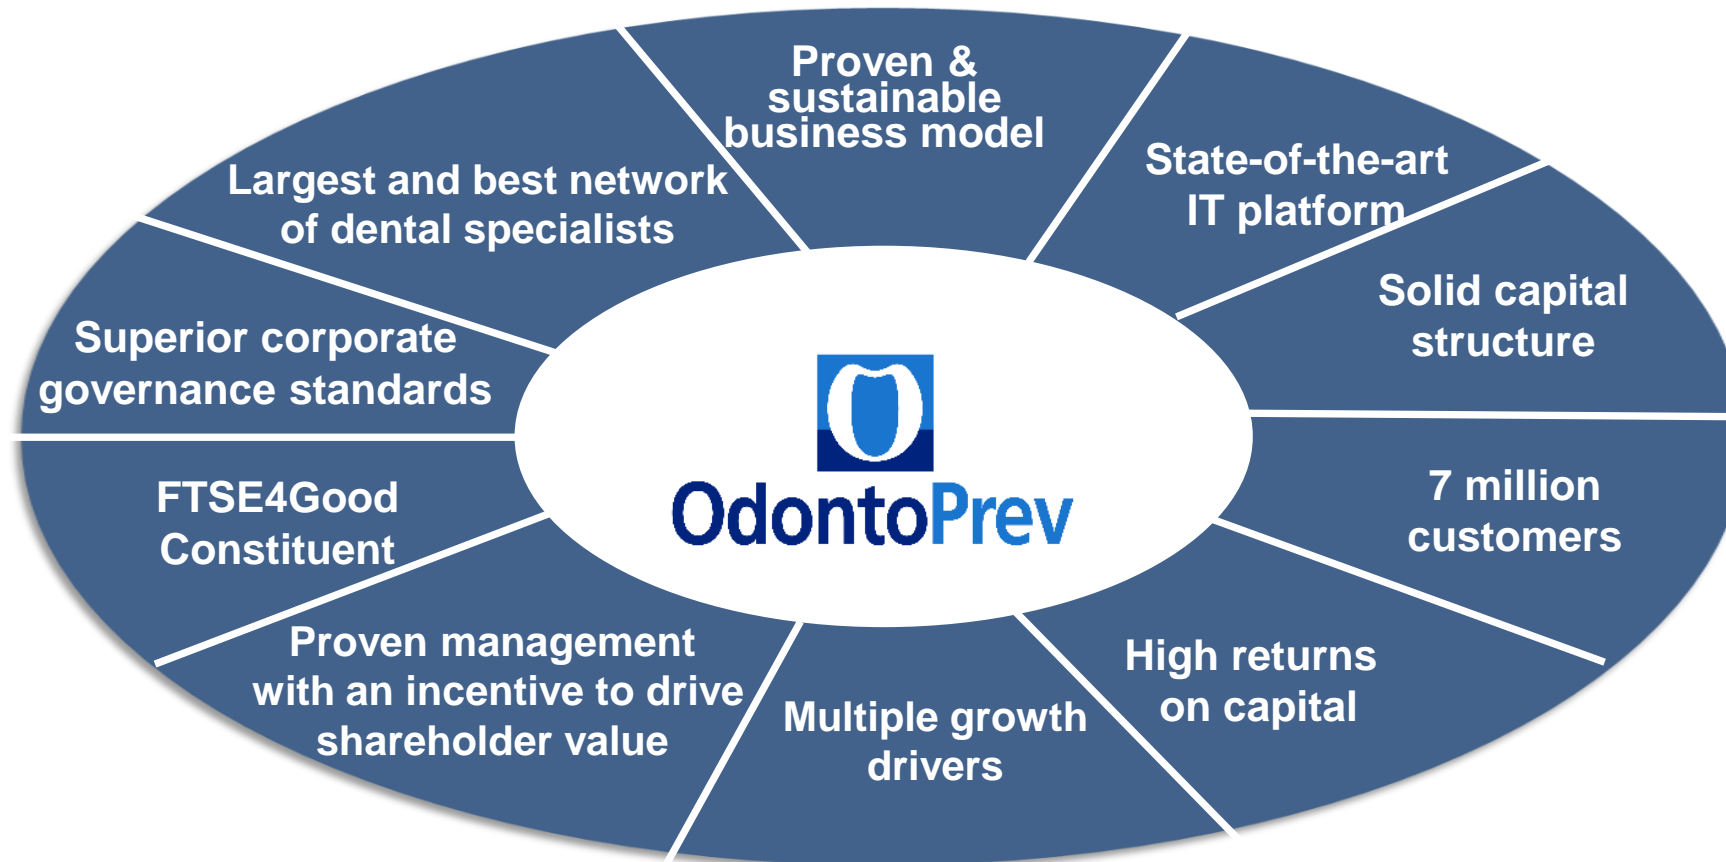 Proven &
sustainable
business model
State-of-the-art
IT platform
Solid capital
structure
7 million
customers
High returns
on capital
Multiple growth
drivers
Proven management
with an incentive to drive
shareholder value
FTSE4Good
Constituent
Superior corporate
governance standards
Largest and best network
of dental specialists
OdontoPrev